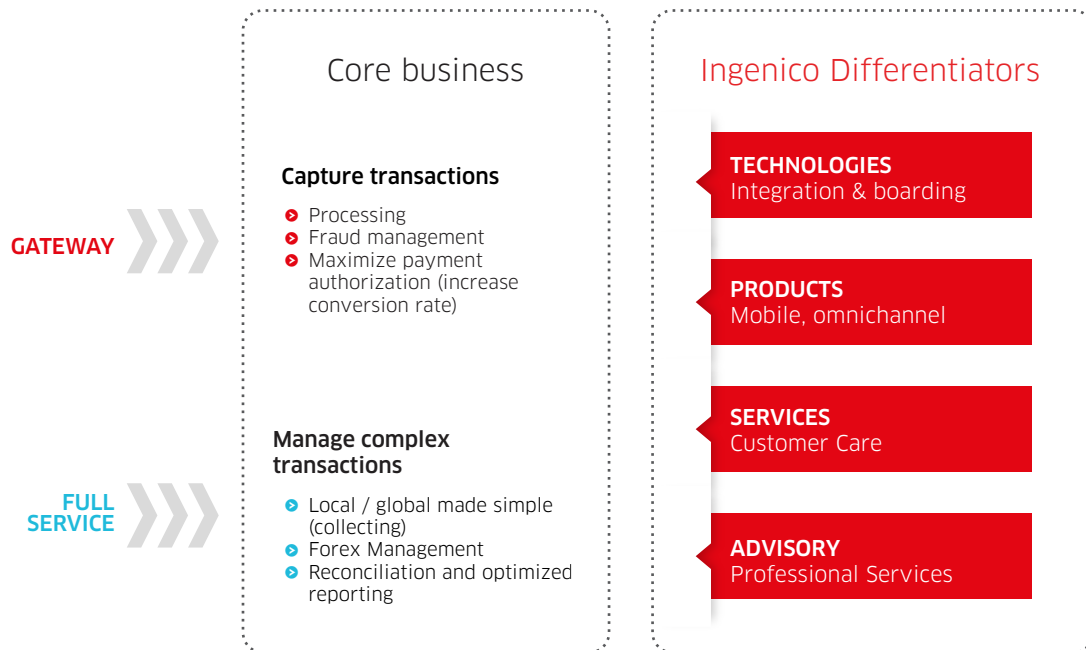 Core business
Capture transactions
Processing
Fraud management
Maximize payment
authorization (increase
conversion rate)
GATEWAY
Manage complex
transactions
Local / global made simple
(collecting)
Forex Management
Reconciliation and optimized
reporting
FULL
SERVICE
Ingenico Differentiators
TECHNOLOGIES
Integration & boarding
PRODUCTS
Mobile, omnichannel
SERVICES
Customer Care
ADVISORY
Professional Services